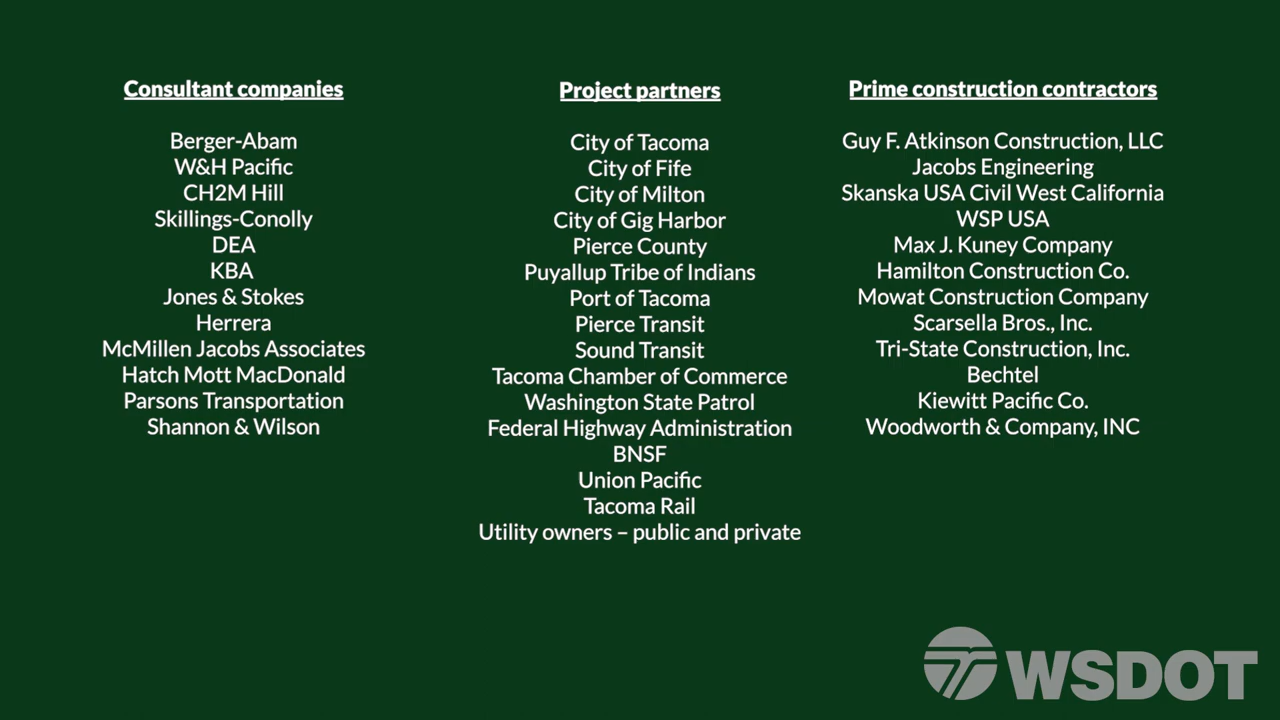 Consultant companies
Berger-Abam
W&H Pacific
CH2M Hill
Skillings-Conolly
DEA
KBA
Jones & Stokes
Herrera
McMillen Jacobs Associates
Hatch Mott MacDonald
Parsons Transportation
Shannon & Wilson
Project partners
City of Tacoma
City of Fife
City of Milton
City of Gig Harbor
Pierce County
Puyallup Tribe of Indians
Port of Tacoma
Pierce Transit
Sound Transit
Tacoma Chamber of Commerce
Washington State Patrol
Federal Highway Administration
BNSF
Union Pacific
Tacoma Rail
Utility owners – public and private
Prime construction contractors
Guy F. Atkinson Construction, LLC
Jacobs Engineering
Skanska USA Civil West California
WSP USA
Max J. Kuney Company
Hamilton Construction Co.
Mowat Construction Company
Scarsella Bros., Inc.
Tri-State Construction, Inc.
Bechtel
Kiewitt Pacific Co.
Woodworth & Company, INC
WSDOT